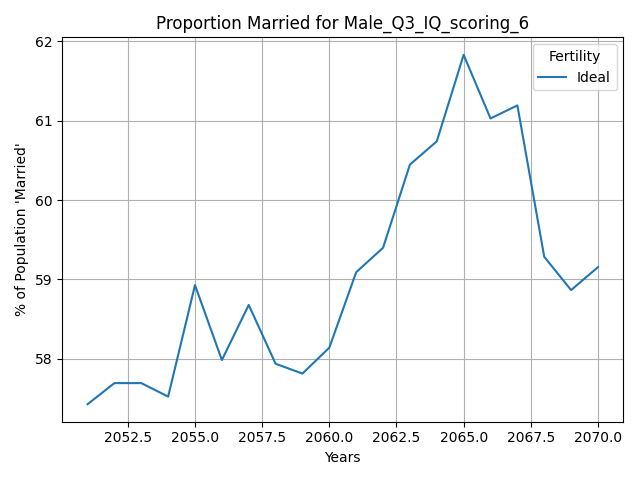 Proportion Married for Male_Q3_IQ_scoring_6
Fertility
Ideal
% of Population 'Married'
62
61
60
59
58
2052.5 2055.0 2057.5 2060.0 2062.5 2065.0 2067.5 2070.0
Years